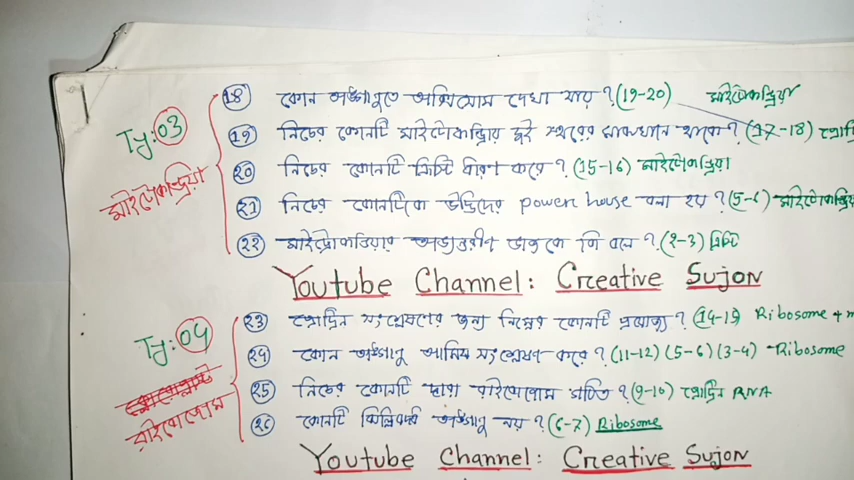 Ty:03
মাইটোকন্ড্রিয়া
১৮ কোন অঙ্গানুতে অক্সিসোম দেখা যায়? (19-20) মাইটোকন্ড্রিয়া
১৯ নিচের কোনটি মাইটোকন্ড্রিয়ার দুই স্তরের মাঝখানে থাকে? (17-18)
২০ নিচের কোনটি ক্রিস্টি ধারণ করে? (15-16) মাইটোকন্ড্রিয়া
২১ নিচের কোনটিকে উদ্ভিদের power house বলা হয়? (5-6) মাইটোকন্ড্রিয়
২২ মাইটোকন্ড্রিয়ার অভ্যন্তরীণ ভাজকে কি বলে? (2-3) ক্রিস্টি
Youtube Channel: Creative Sujon
Ty:04
রাইবোসোম
২৩ প্রোটিন সংশ্লেষণের জন্য নিম্নের কোনটি প্রযোজ্য? (14-15) Ribosome + m
২৪ কোন অঙ্গানু আমিষ সংশ্লেষণ করে? (11-12) (5-6) (3-4) Ribosome
২৫ নিচের কোনটি দ্বারা রাইবোসোম গঠিত? (9-10) প্রোটিন RNA
২৬ কোনটি ঝিল্লিবদ্ধ অঙ্গানু নয়? (6-7) Ribosome
Youtube Channel: Creative Sujon